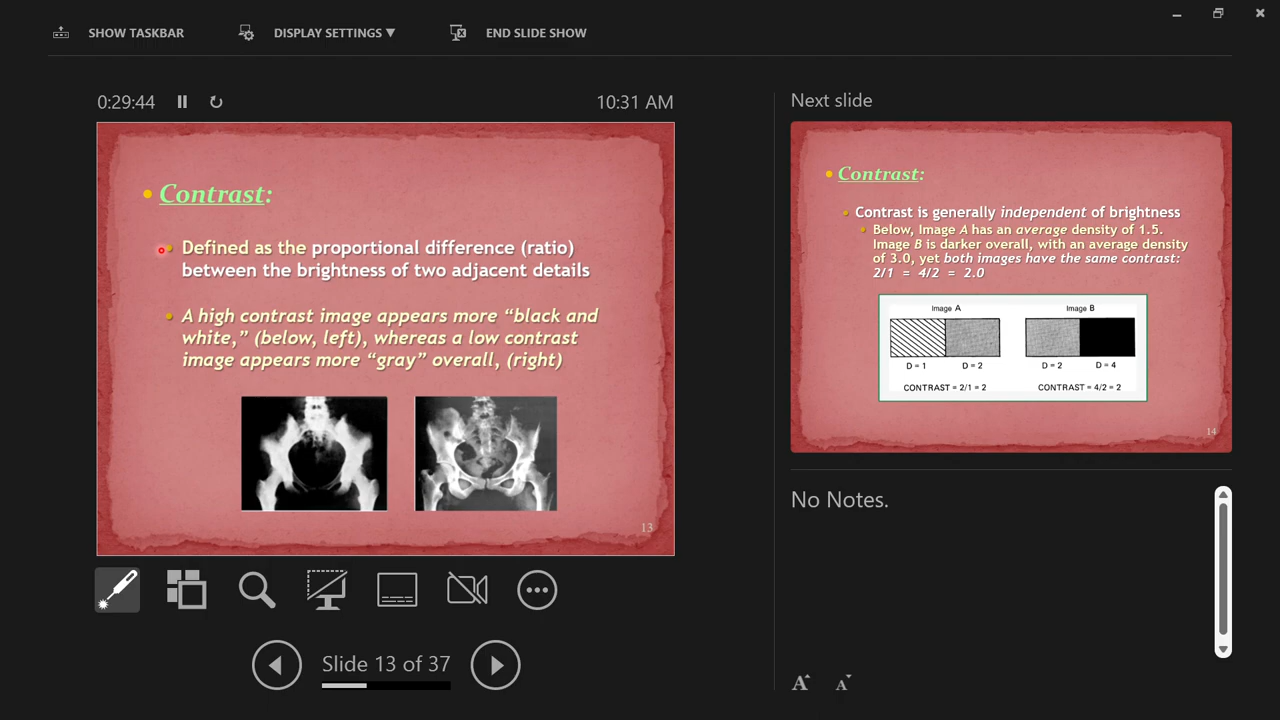 SHOW TASKBAR
DISPLAY SETTINGS ▼
END SLIDE SHOW
0:29:44
10:31 AM
• Contrast:
• Defined as the proportional difference (ratio)
between the brightness of two adjacent details
• A high contrast image appears more “black and
white,” (below, left), whereas a low contrast
image appears more “gray” overall, (right)
13
Slide 13 of 37
Next slide
• Contrast:
• Contrast is generally independent of brightness
• Below, Image A has an average density of 1.5.
Image B is darker overall, with an average density
of 3.0, yet both images have the same contrast:
2/1 = 4/2 = 2.0
Image A
Image B
D = 1
D = 2
D = 2
D = 4
CONTRAST = 2/1 = 2
CONTRAST = 4/2 = 2
14
No Notes.
A
A